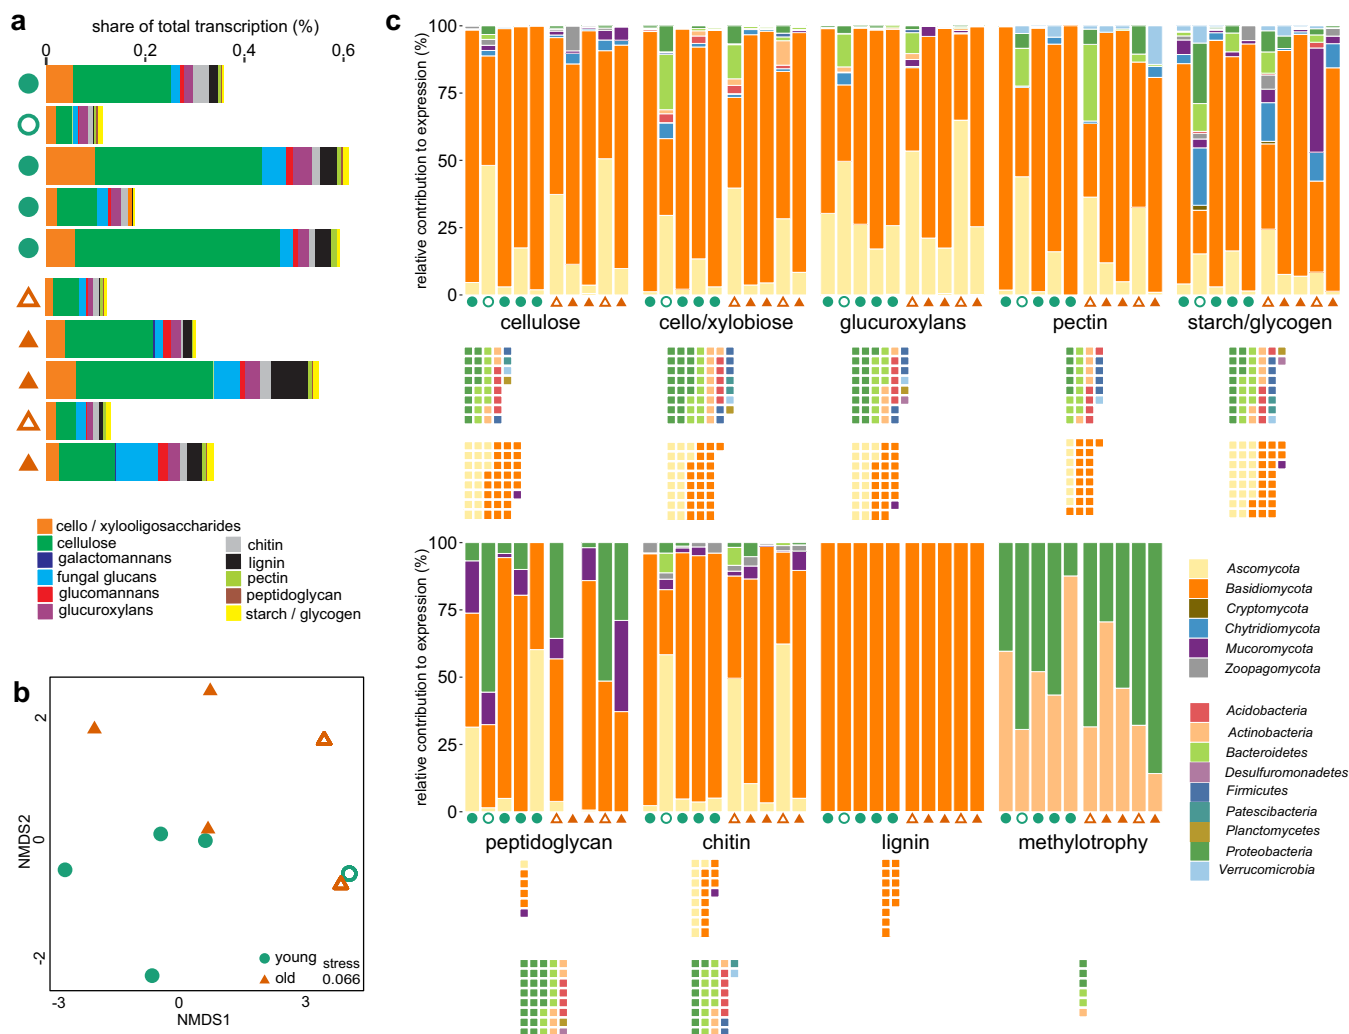 a
share of total transcription (%)
0 0.2 0.4 0.6
cello / xylooligosaccharides
cellulose
galactomannans
fungal glucans
glucomannans
glucuroxylans
chitin
lignin
pectin
peptidoglycan
starch / glycogen
b
NMDS2
2
0
-2
-3 0 3
NMDS1
young
old
stress
0.066
c
relative contribution to expression (%)
100
75
50
25
0
cellulose cello/xylobiose glucuroxylans pectin starch/glycogen
relative contribution to expression (%)
100
75
50
25
0
peptidoglycan chitin lignin methylotrophy
Ascomycota
Basidiomycota
Cryptomycota
Chytridiomycota
Mucoromycota
Zoopagomycota
Acidobacteria
Actinobacteria
Bacteroidetes
Desulfuromonadetes
Firmicutes
Patescibacteria
Planctomycetes
Proteobacteria
Verrucomicrobia